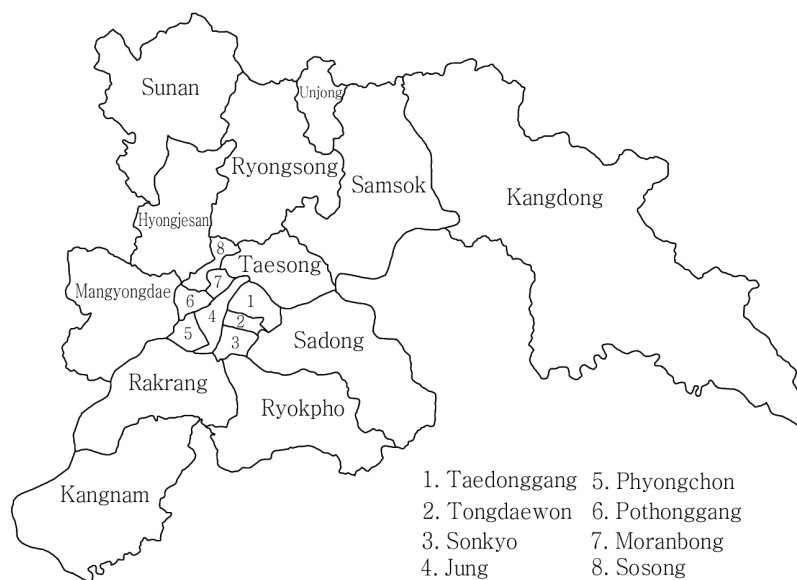 Sunan
Unjong
Ryongsong
Samsok
Kangdong
Hyongjesan
8
Taesong
7
Mangyongdae
6
1
4
2
5
3
Sadong
Rakrang
Ryokpho
Kangnam
1. Taedonggang
2. Tongdaewon
3. Sonkyo
4. Jung
5. Phyongchon
6. Pothonggang
7. Moranbong
8. Sosong